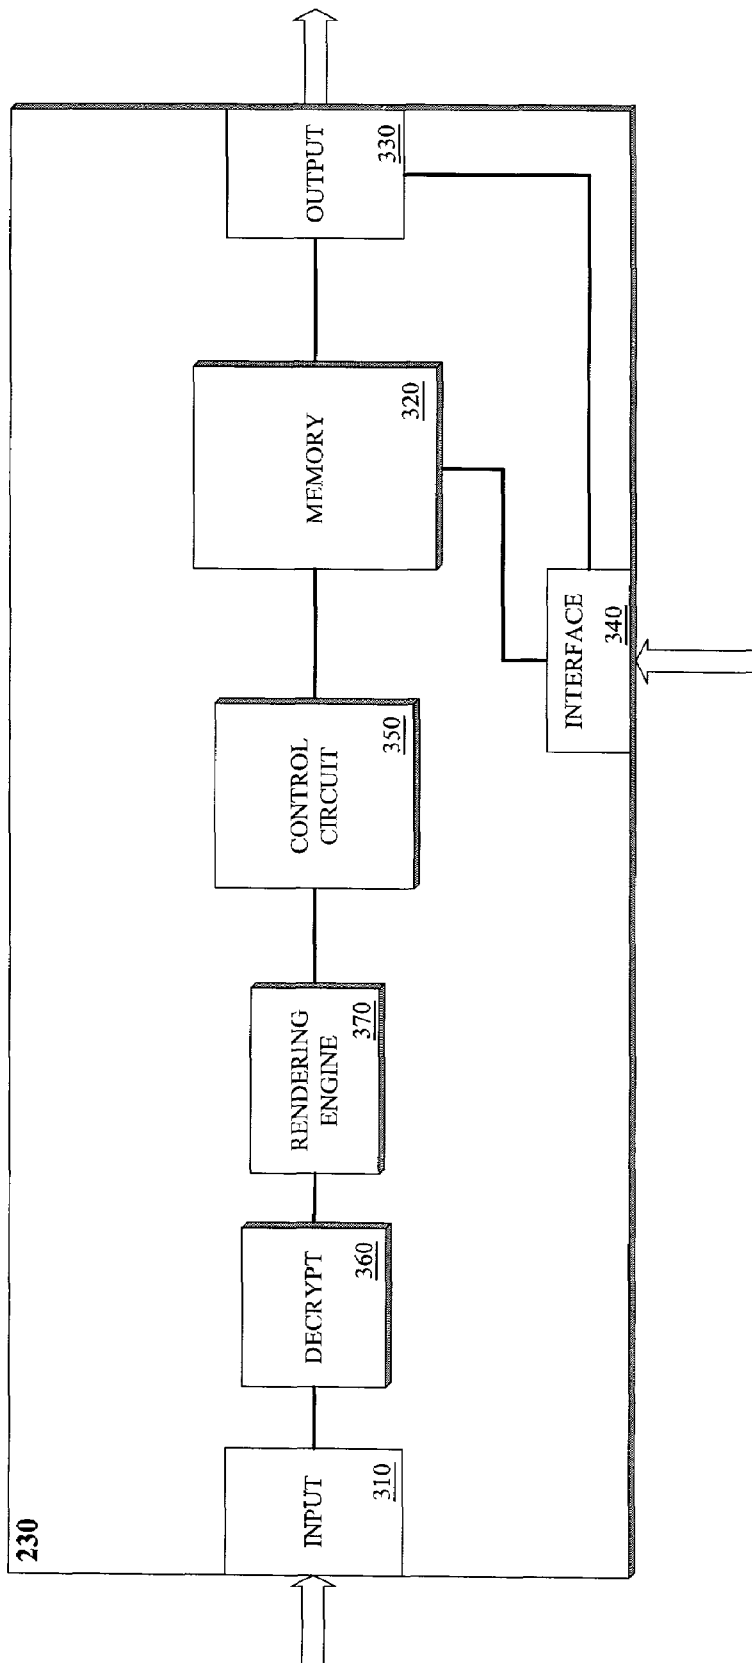 230
INPUT
310
DECRYPT
360
RENDERING
ENGINE
370
CONTROL
CIRCUIT
350
MEMORY
320
OUTPUT
330
INTERFACE
340